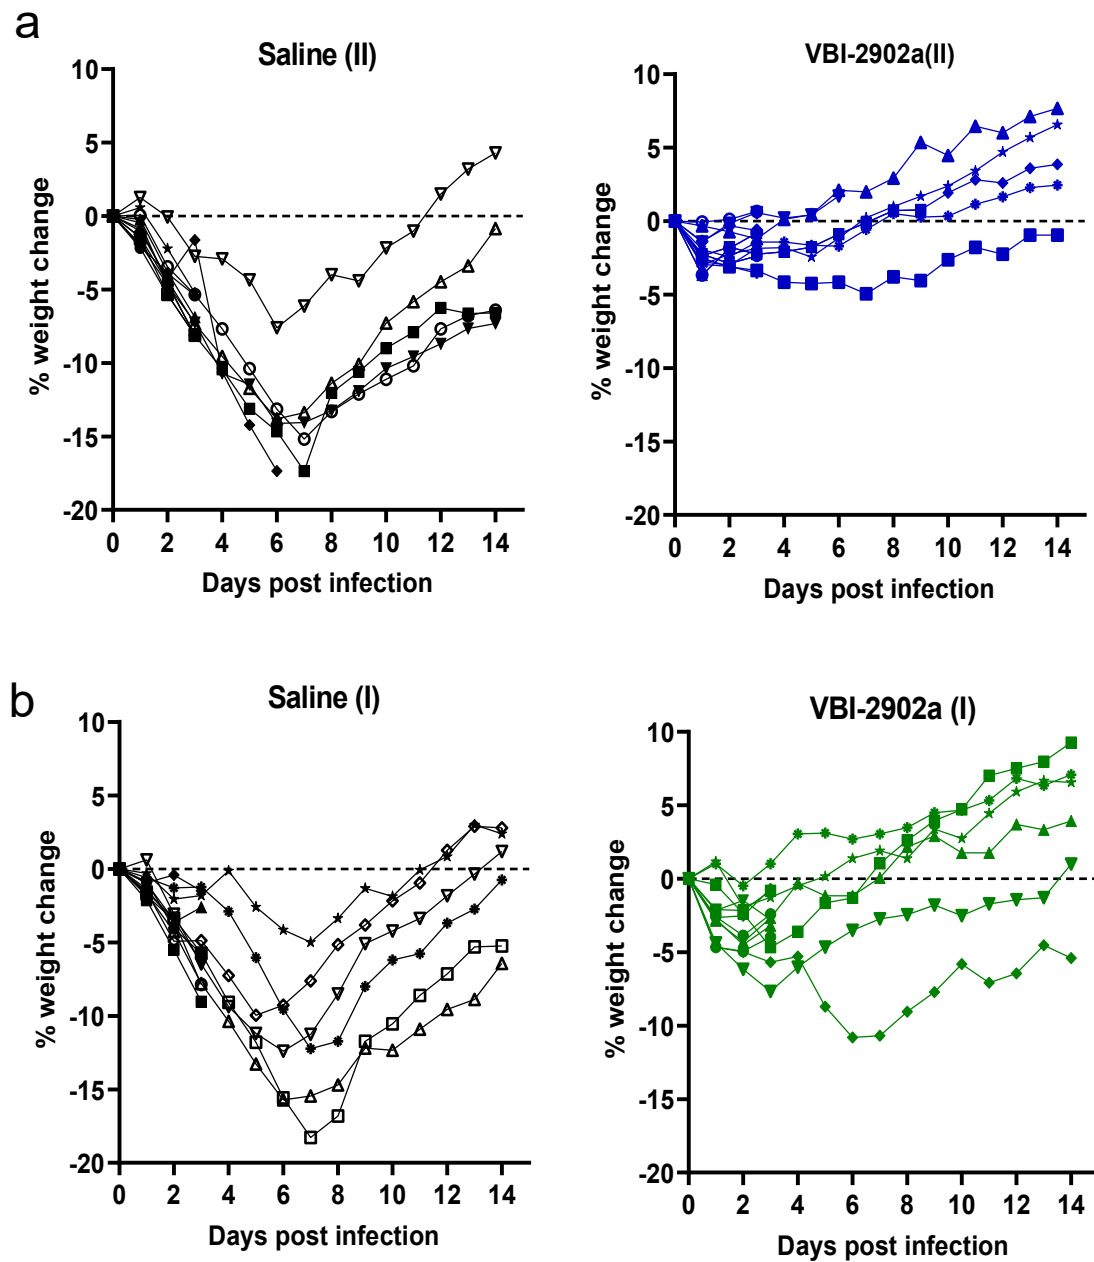 a
Saline (II)
10
5
0
-5
-10
-15
-20
% weight change
0 2 4 6 8 10 12 14
Days post infection
VBI-2902a(II)
10
5
0
-5
-10
-15
-20
% weight change
0 2 4 6 8 10 12 14
Days post infection
b
Saline (I)
10
5
0
-5
-10
-15
-20
% weight change
0 2 4 6 8 10 12 14
Days post infection
VBI-2902a (I)
10
5
0
-5
-10
-15
-20
% weight change
0 2 4 6 8 10 12 14
Days post infection